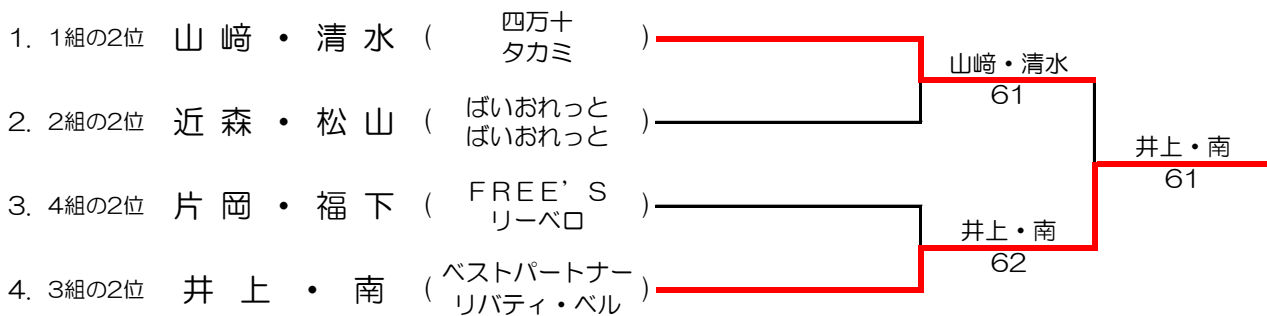 1. 1組の2位 山﨑・清水 ( 四万十 タカミ )
山﨑・清水
61
2. 2組の2位 近森・松山 ( ばいおれっと ばいおれっと )
井上・南
61
3. 4組の2位 片岡・福下 ( FREE'S リーベロ )
井上・南
62
4. 3組の2位 井上・南 ( ベストパートナー リバティ・ベル )